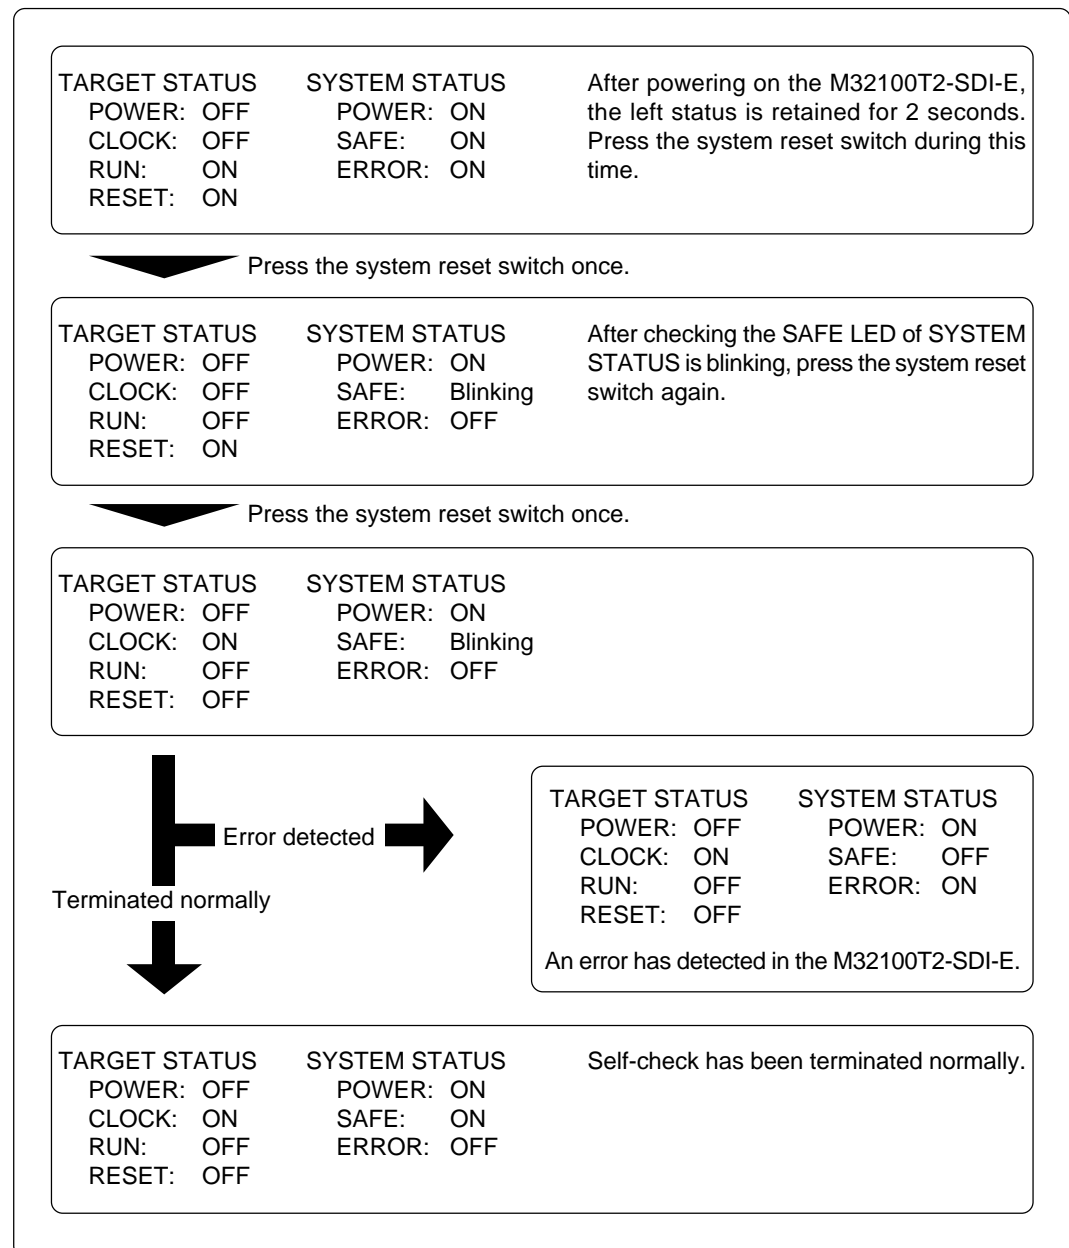 TARGET STATUS SYSTEM STATUS After powering on the M32100T2-SDI-E,
POWER: OFF POWER: ON the left status is retained for 2 seconds.
CLOCK: OFF SAFE: ON Press the system reset switch during this
RUN: ON ERROR: ON time.
RESET: ON
Press the system reset switch once.
TARGET STATUS SYSTEM STATUS After checking the SAFE LED of SYSTEM
POWER: OFF POWER: ON STATUS is blinking, press the system reset
CLOCK: OFF SAFE: Blinking switch again.
RUN: OFF ERROR: OFF
RESET: ON
Press the system reset switch once.
TARGET STATUS SYSTEM STATUS
POWER: OFF POWER: ON
CLOCK: ON SAFE: Blinking
RUN: OFF ERROR: OFF
RESET: OFF
Error detected
Terminated normally
TARGET STATUS SYSTEM STATUS
POWER: OFF POWER: ON
CLOCK: ON SAFE: OFF
RUN: OFF ERROR: ON
RESET: OFF
An error has detected in the M32100T2-SDI-E.
TARGET STATUS SYSTEM STATUS Self-check has been terminated normally.
POWER: OFF POWER: ON
CLOCK: ON SAFE: ON
RUN: OFF ERROR: OFF
RESET: OFF